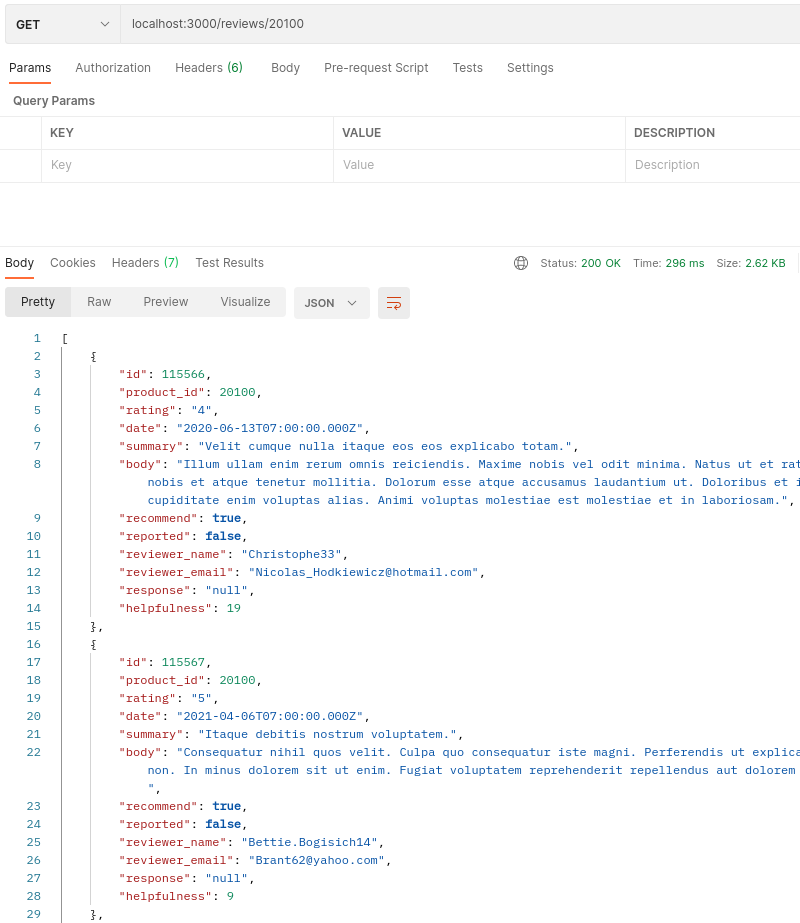 GET localhost:3000/reviews/20100
Params Authorization Headers (6) Body Pre-request Script Tests Settings
Query Params
KEY VALUE DESCRIPTION
Key Value Description
Body Cookies Headers (7) Test Results Status: 200 OK Time: 296 ms Size: 2.62 KB
Pretty Raw Preview Visualize JSON
1 [
2 {
3 "id": 115566,
4 "product_id": 20100,
5 "rating": "4",
6 "date": "2020-06-13T07:00:00.000Z",
7 "summary": "Velit cumque nulla itaque eos eos explicabo totam.",
8 "body": "Illum ullam enim rerum omnis reiciendis. Maxime nobis vel odit minima. Natus ut et rat
nobis et atque tenetur mollitia. Dolorum esse atque accusamus laudantium ut. Doloribus et i
cupiditate enim voluptas alias. Animi voluptas molestiae est molestiae et in laboriosam.",
9 "recommend": true,
10 "reported": false,
11 "reviewer_name": "Christophe33",
12 "reviewer_email": "Nicolas_Hodkiewicz@hotmail.com",
13 "response": "null",
14 "helpfulness": 19
15 },
16 {
17 "id": 115567,
18 "product_id": 20100,
19 "rating": "5",
20 "date": "2021-04-06T07:00:00.000Z",
21 "summary": "Itaque debitis nostrum voluptatem.",
22 "body": "Consequatur nihil quos velit. Culpa quo consequatur iste magni. Perferendis ut explica
non. In minus dolorem sit ut enim. Fugiat voluptatem reprehenderit repellendus aut dolorem
",
23 "recommend": true,
24 "reported": false,
25 "reviewer_name": "Bettie.Bogisich14",
26 "reviewer_email": "Brant62@yahoo.com",
27 "response": "null",
28 "helpfulness": 9
29 },